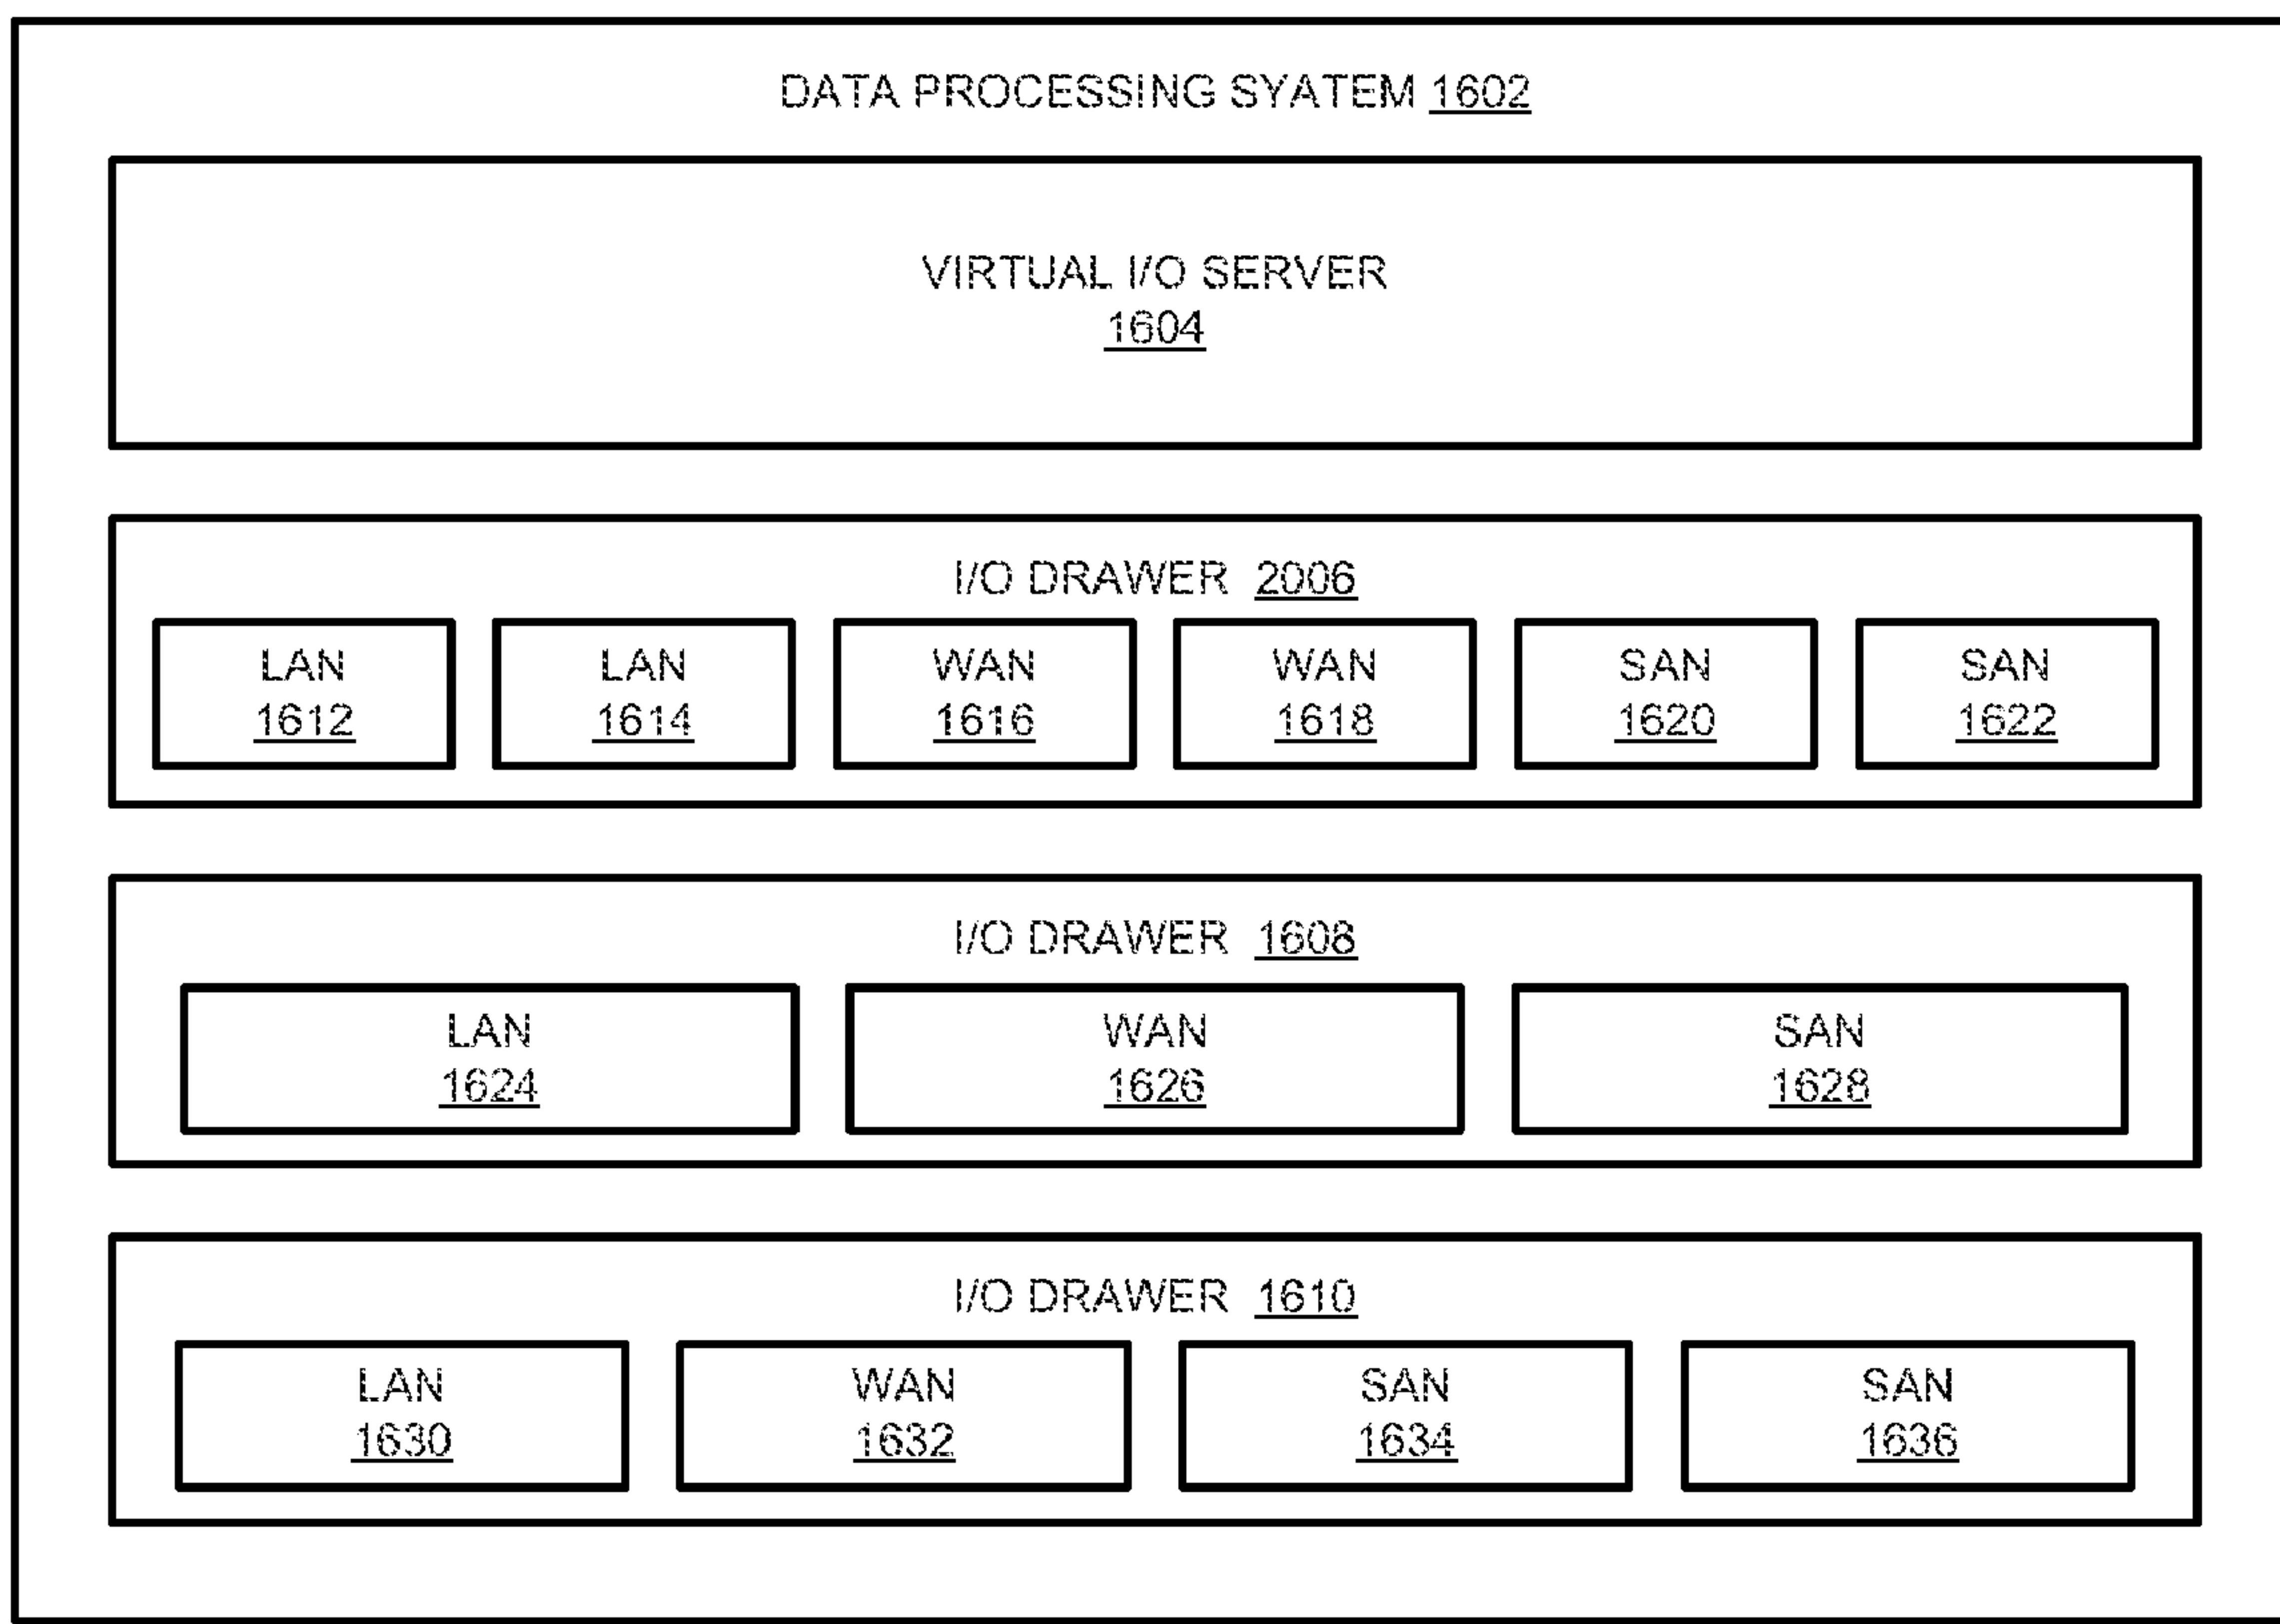 DATA PROCESSING SYATEM 1602
VIRTUAL I/O SERVER
1604
I/O DRAWER 2006
LAN
1612
LAN
1614
WAN
1616
WAN
1618
SAN
1620
SAN
1622
I/O DRAWER 1608
LAN
1624
WAN
1626
SAN
1628
I/O DRAWER 1610
LAN
1630
WAN
1632
SAN
1634
SAN
1636